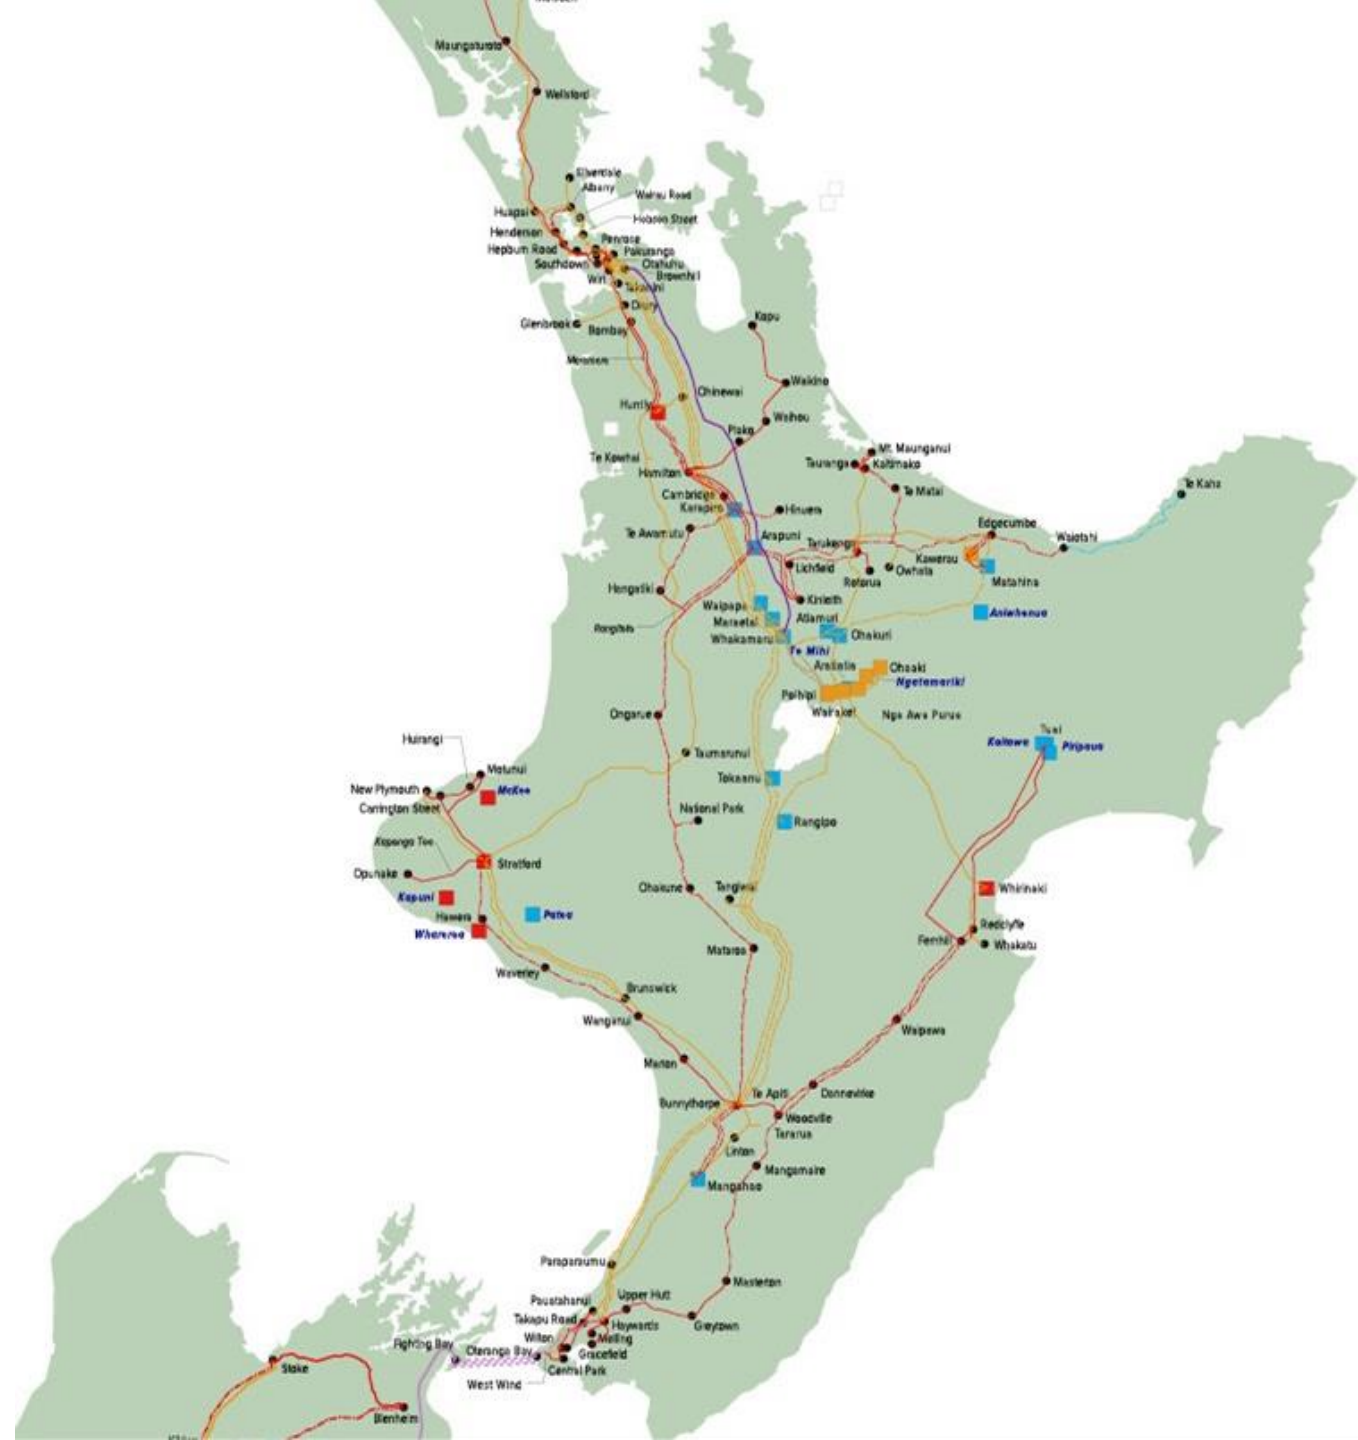 Maungaturoto
Wellsford
Silverdale
Albany
Wairau Road
Huapai
Hobson Street
Henderson
Penrose
Hepburn Road
Pakuranga
Southdown
Otahuhu
Brownhill
Wiri
Takanini
Drury
Glenbrook
Bombay
Kopu
Meremere
Waikino
Ohinewai
Huntly
Waihou
Piako
Mt. Maunganui
Te Kowhai
Tauranga
Kaitimako
Hamilton
Te Kaha
Te Matai
Cambridge
Karapiro
Hinuera
Edgecumbe
Te Awamutu
Arapuni
Waiotahi
Tarukenga
Kawerau
Lichfield
Owhata
Rotorua
Matahina
Hangatiki
Kinleith
Waipapa
Aniwhenua
Maraetai
Atiamuri
Rangitoto
Whakamaru
Ohakuri
Te Mihi
Aratiatia
Ohaaki
Ngatamariki
Poihipi
Ongarue
Wairakei
Nga Awa Purua
Tuai
Huirangi
Kaitawa
Piripaua
Taumarunui
Motunui
Tokaanu
New Plymouth
McKee
Carrington Street
National Park
Rangipo
Kaponga Tee
Stratford
Opunake
Ohakune
Tangiwai
Whirinaki
Kapuni
Hawera
Patea
Redclyffe
Whareroa
Fernhill
Whakatu
Mataroa
Waverley
Brunswick
Wanganui
Waipawa
Marton
Te Apiti
Dannevirke
Bunnythorpe
Woodville
Tararua
Linton
Mangamaire
Mangahao
Paraparaumu
Masterton
Upper Hutt
Pauatahanui
Takapu Road
Haywards
Greytown
Wilton
Melling
Fighting Bay
Oteranga Bay
Gracefield
Central Park
Stoke
West Wind
Blenheim